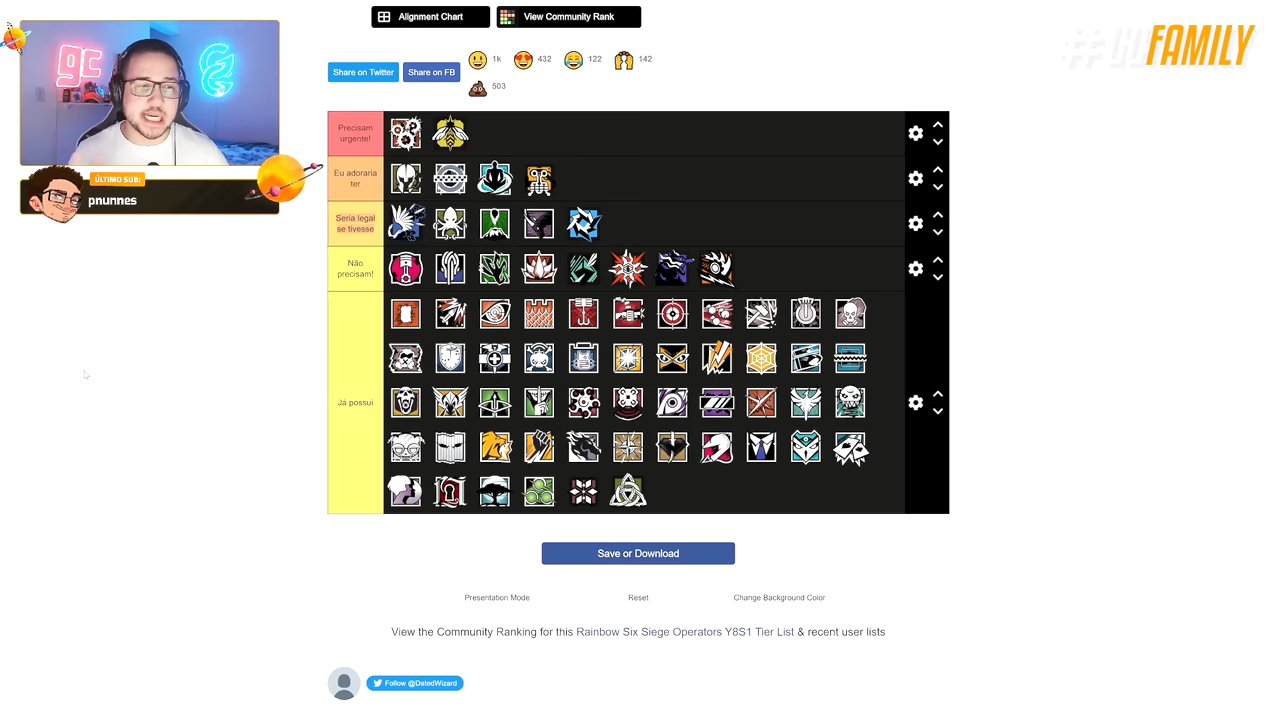 Alignment Chart
View Community Rank
Share on Twitter
Share on FB
1k
432
122
142
503
#GCFAMILY
gc
ÚLTIMO SUB:
pnunnes
Precisam
urgente!
Eu adoraria
ter
Seria legal
se tivesse
Não
precisam!
Já possui
Save or Download
Presentation Mode
Reset
Change Background Color
View the Community Ranking for this Rainbow Six Siege Operators Y8S1 Tier List & recent user lists
Follow @DatedWizard